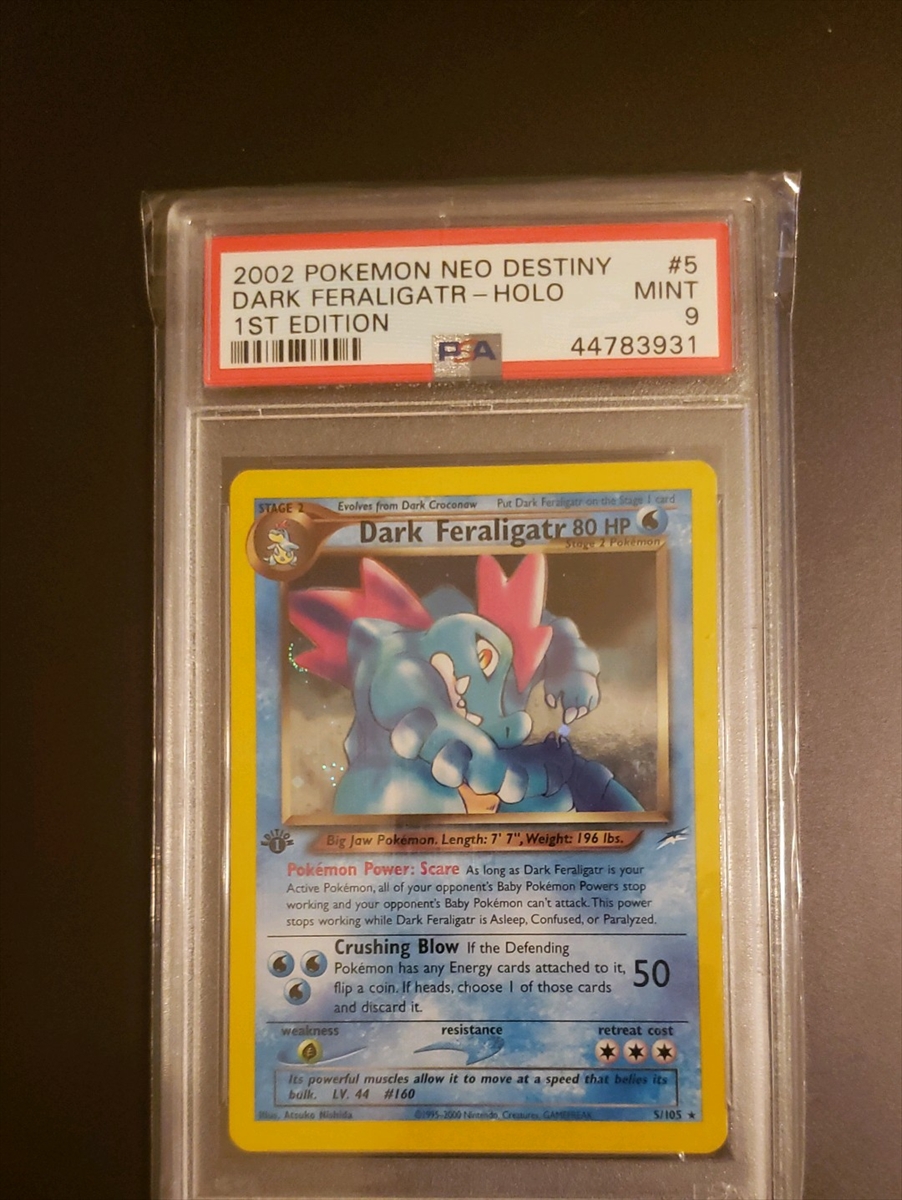 2002 POKEMON NEO DESTINY #5
DARK FERALIGATR - HOLO MINT
1ST EDITION 9
PSA 44783931
STAGE 2 Evolves from Dark Croconaw Put Dark Feraligatr on the Stage 1 card
Dark Feraligatr 80 HP
Stage 2 Pokémon
EDITION 1
Big Jaw Pokémon. Length: 7' 7", Weight: 196 lbs.
Pokémon Power: Scare As long as Dark Feraligatr is your
Active Pokémon, all of your opponent's Baby Pokémon Powers stop
working and your opponent's Baby Pokémon can't attack. This power
stops working while Dark Feraligatr is Asleep, Confused, or Paralyzed.
Crushing Blow If the Defending
Pokémon has any Energy cards attached to it, 50
flip a coin. If heads, choose 1 of those cards
and discard it.
weakness resistance retreat cost
Its powerful muscles allow it to move at a speed that belies its
bulk. LV. 44 #160
Illus. Atsuko Nishida ©1995-2000 Nintendo, Creatures, GAMEFREAK. 5/105